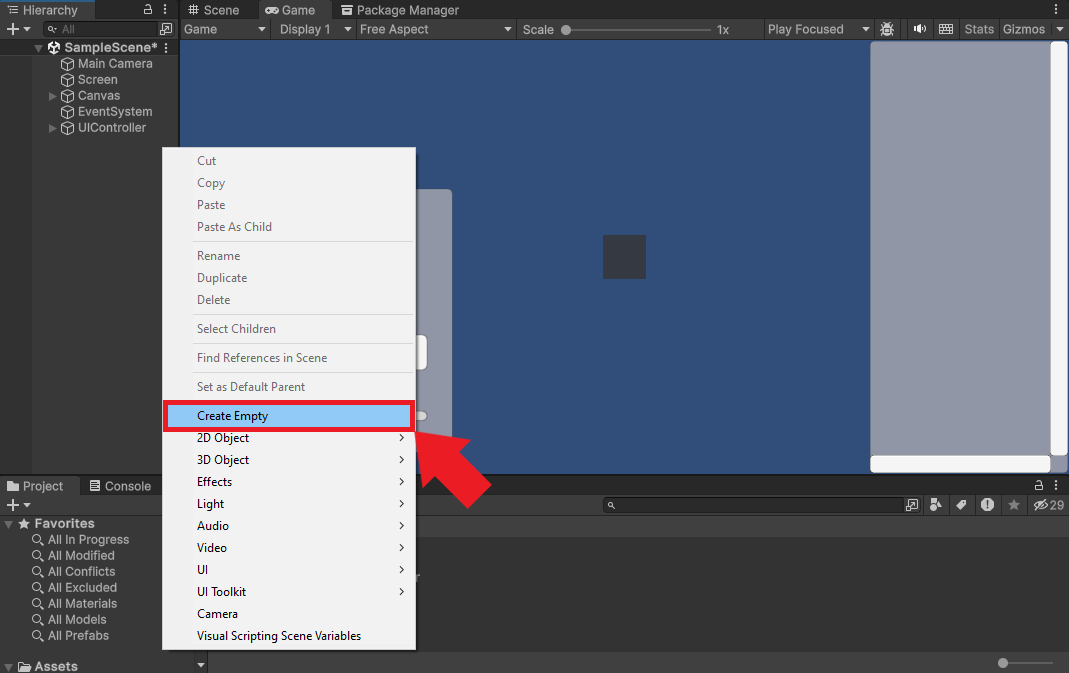 Hierarchy
Scene
Game
Package Manager
All
Game
Display 1
Free Aspect
Scale
1x
Play Focused
Stats
Gizmos
SampleScene*
Main Camera
Screen
Canvas
EventSystem
UIController
Cut
Copy
Paste
Paste As Child
Rename
Duplicate
Delete
Select Children
Find References in Scene
Set as Default Parent
Create Empty
2D Object
3D Object
Effects
Light
Audio
Video
UI
UI Toolkit
Camera
Visual Scripting Scene Variables
Project
Console
29
Favorites
All In Progress
All Modified
All Conflicts
All Excluded
All Materials
All Models
All Prefabs
Assets